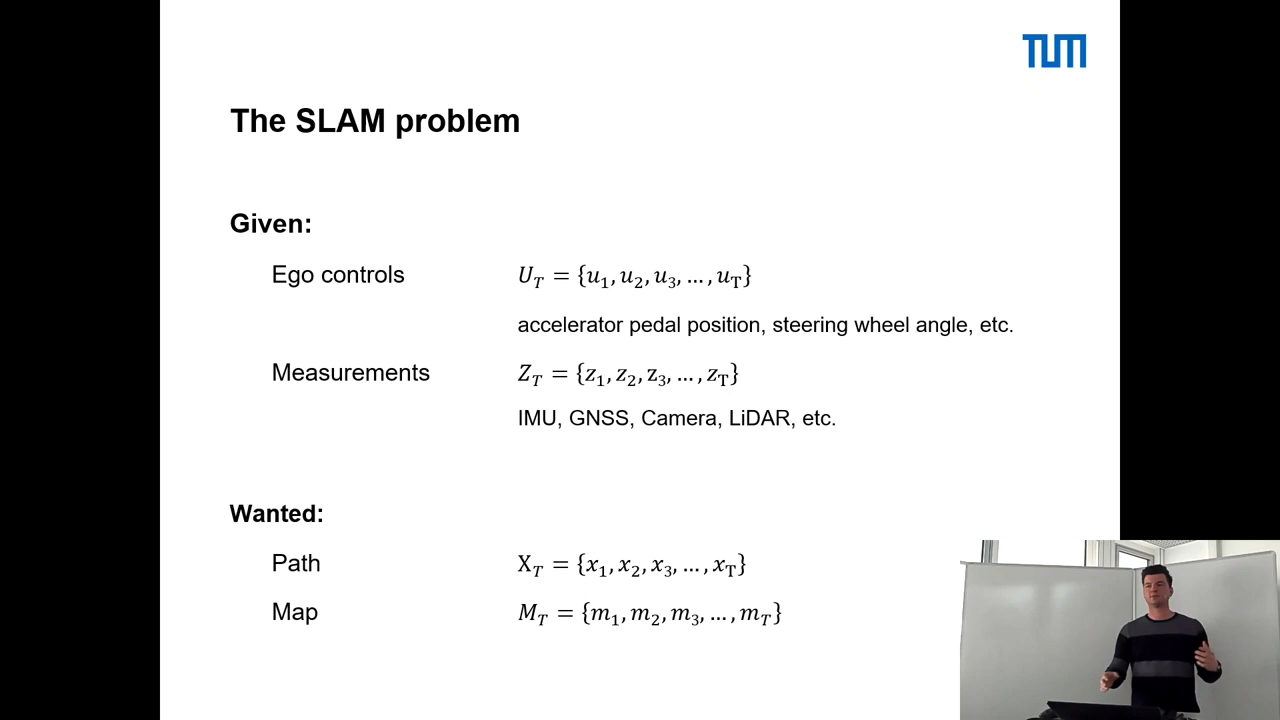 TUM
The SLAM problem
Given:
Ego controls U_T = {u_1, u_2, u_3, … , u_T}
accelerator pedal position, steering wheel angle, etc.
Measurements Z_T = {z_1, z_2, z_3, … , z_T}
IMU, GNSS, Camera, LiDAR, etc.
Wanted:
Path X_T = {x_1, x_2, x_3, … , x_T}
Map M_T = {m_1, m_2, m_3, … , m_T}